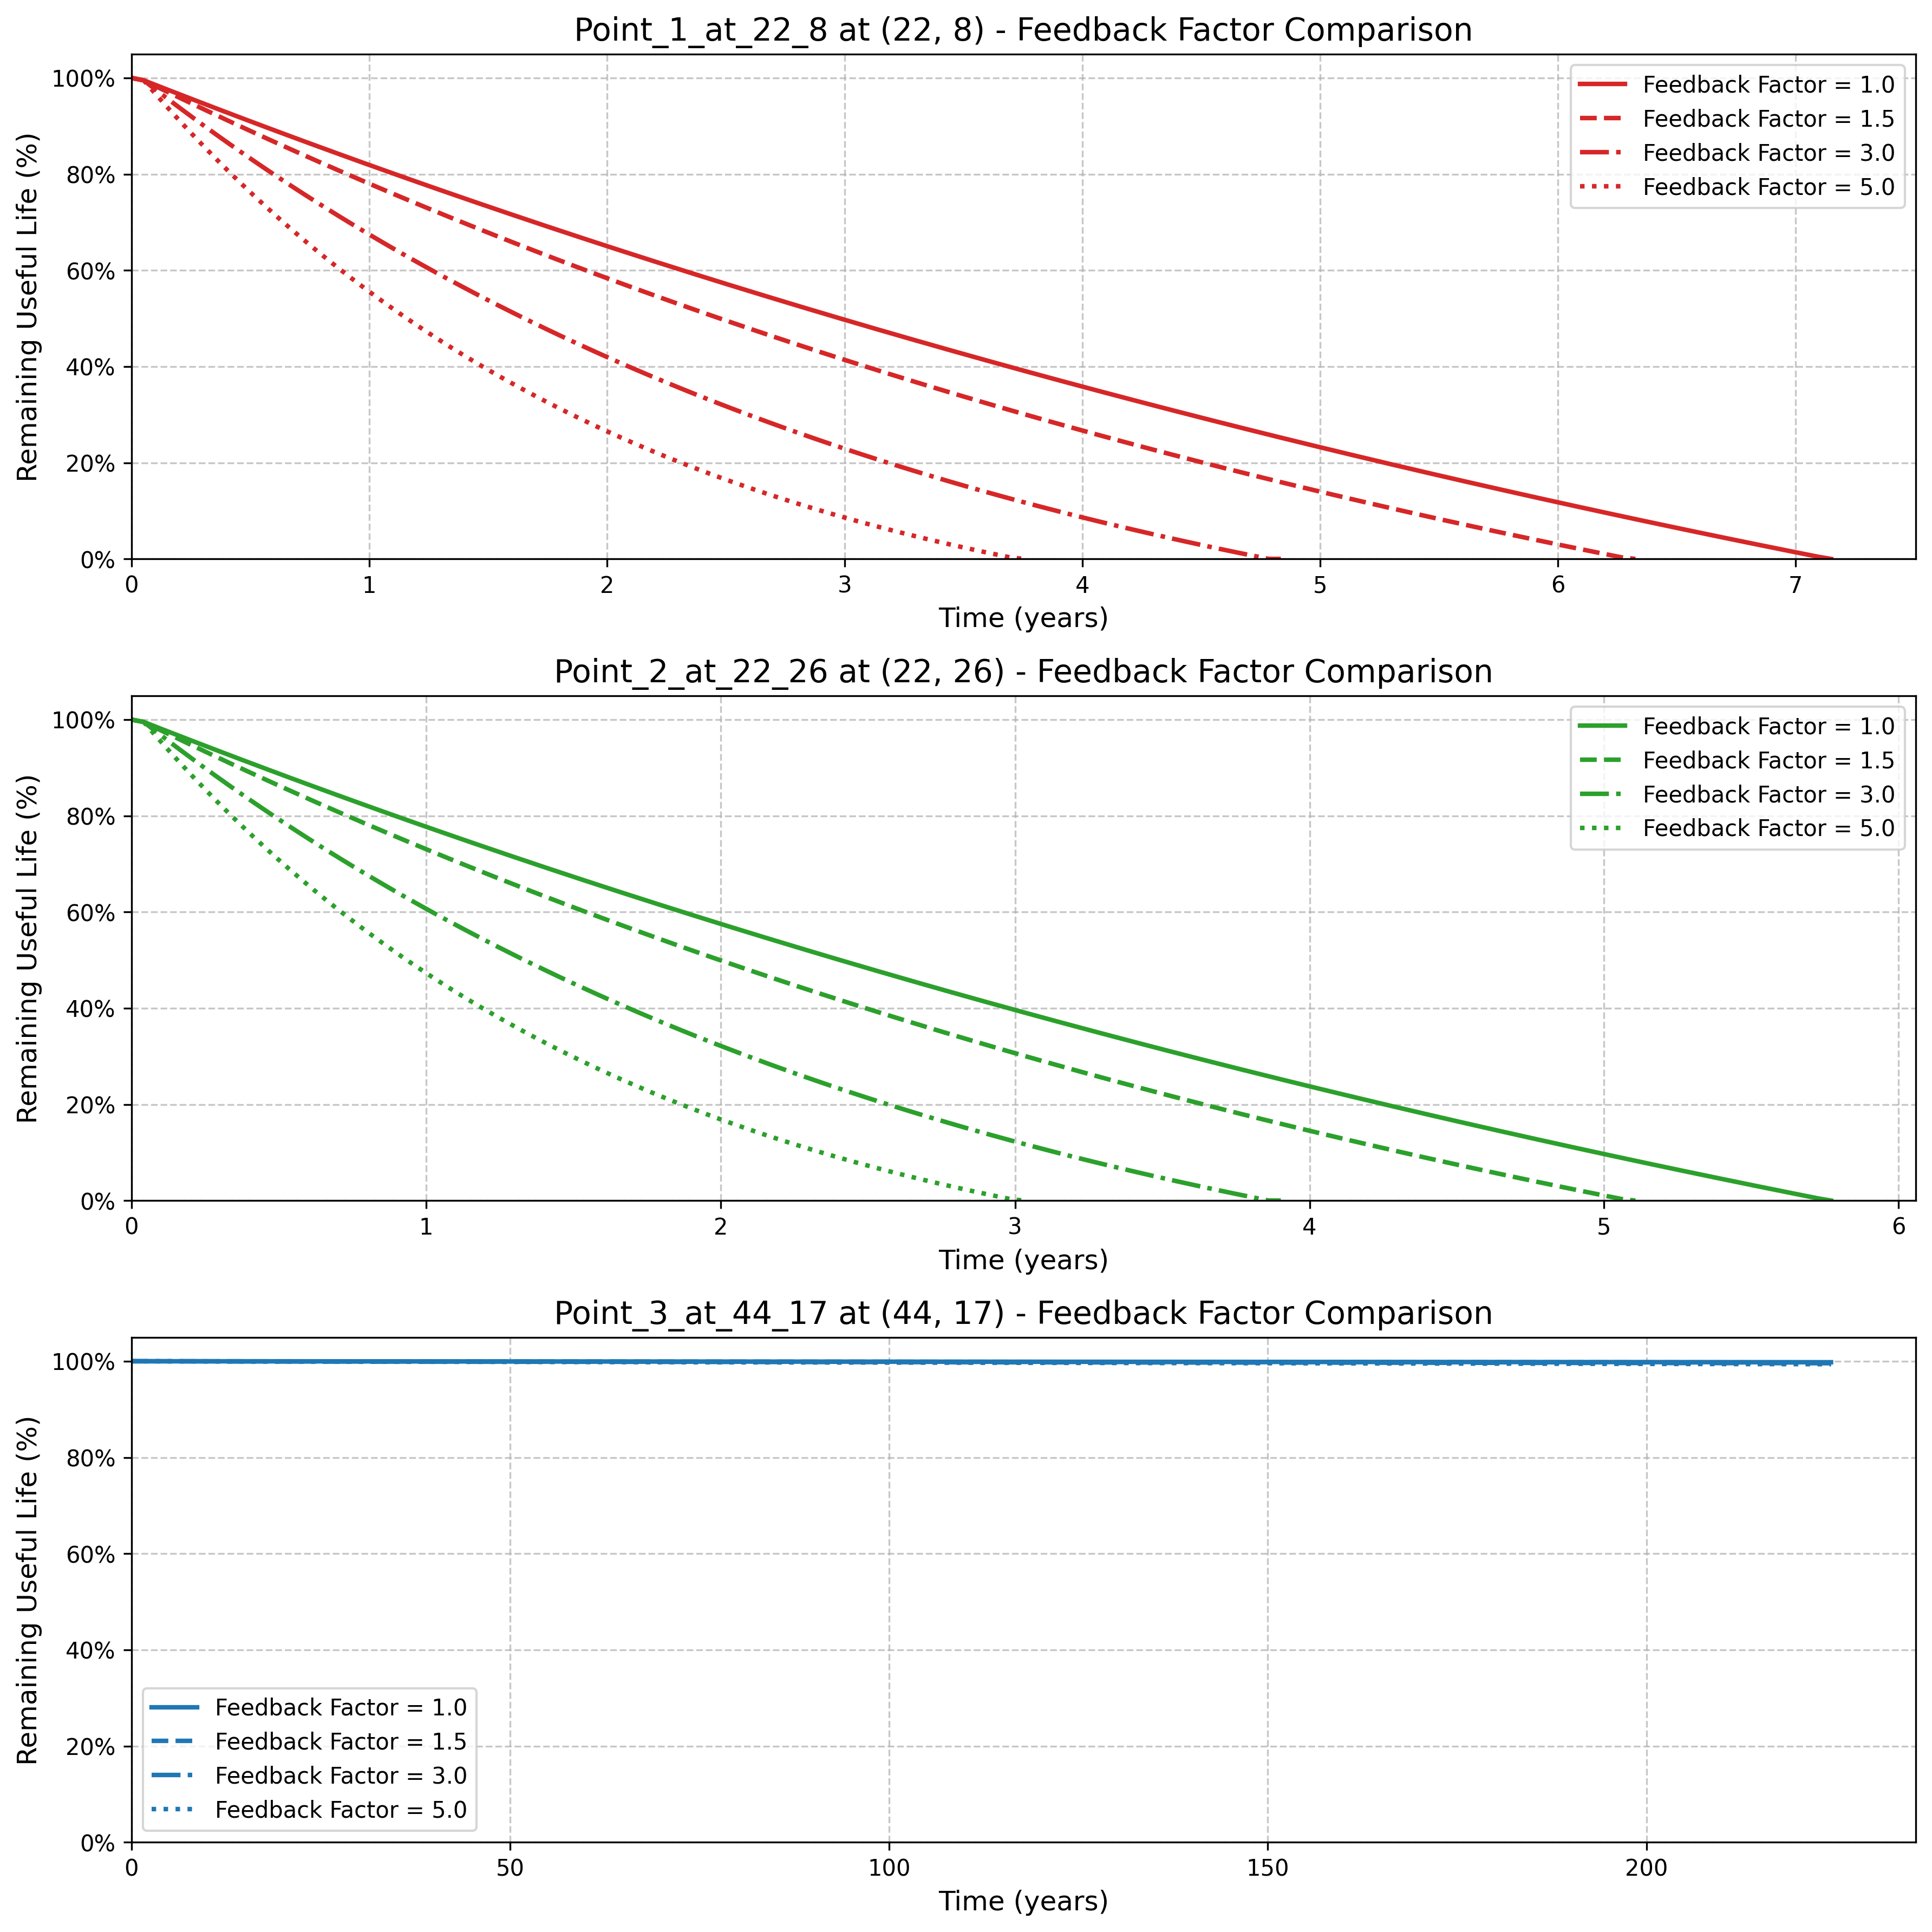 Point_1_at_22_8 at (22, 8) - Feedback Factor Comparison
Remaining Useful Life (%)
100%
80%
60%
40%
20%
0%
Feedback Factor = 1.0
Feedback Factor = 1.5
Feedback Factor = 3.0
Feedback Factor = 5.0
0 1 2 3 4 5 6 7
Time (years)
Point_2_at_22_26 at (22, 26) - Feedback Factor Comparison
Remaining Useful Life (%)
100%
80%
60%
40%
20%
0%
Feedback Factor = 1.0
Feedback Factor = 1.5
Feedback Factor = 3.0
Feedback Factor = 5.0
0 1 2 3 4 5 6
Time (years)
Point_3_at_44_17 at (44, 17) - Feedback Factor Comparison
Remaining Useful Life (%)
100%
80%
60%
40%
20%
0%
Feedback Factor = 1.0
Feedback Factor = 1.5
Feedback Factor = 3.0
Feedback Factor = 5.0
0 50 100 150 200
Time (years)